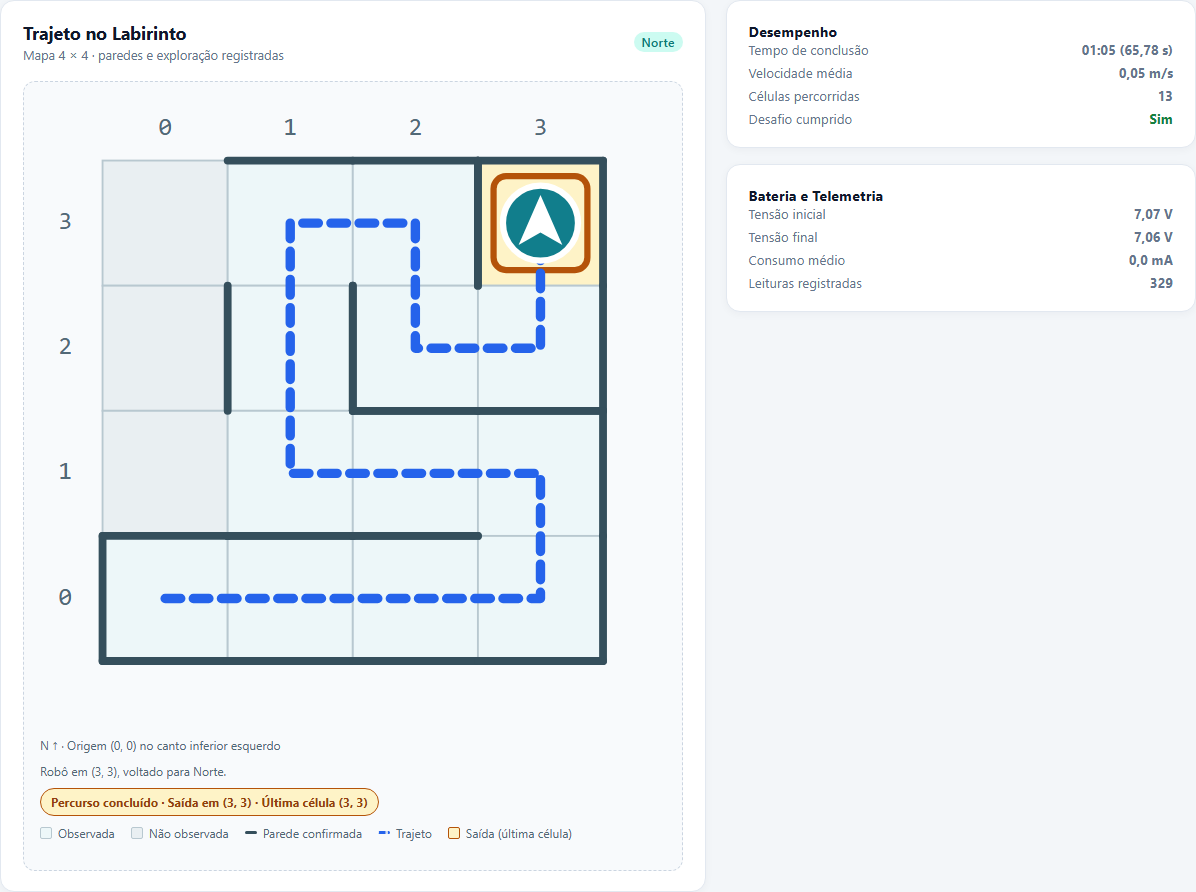 Trajeto no Labirinto
Mapa 4 × 4 · paredes e exploração registradas
Norte
0 1 2 3
3
2
1
0
N ↑ · Origem (0, 0) no canto inferior esquerdo
Robô em (3, 3), voltado para Norte.
Percurso concluído · Saída em (3, 3) · Última célula (3, 3)
Observada Não observada Parede confirmada Trajeto Saída (última célula)
Desempenho
Tempo de conclusão 01:05 (65,78 s)
Velocidade média 0,05 m/s
Células percorridas 13
Desafio cumprido Sim
Bateria e Telemetria
Tensão inicial 7,07 V
Tensão final 7,06 V
Consumo médio 0,0 mA
Leituras registradas 329